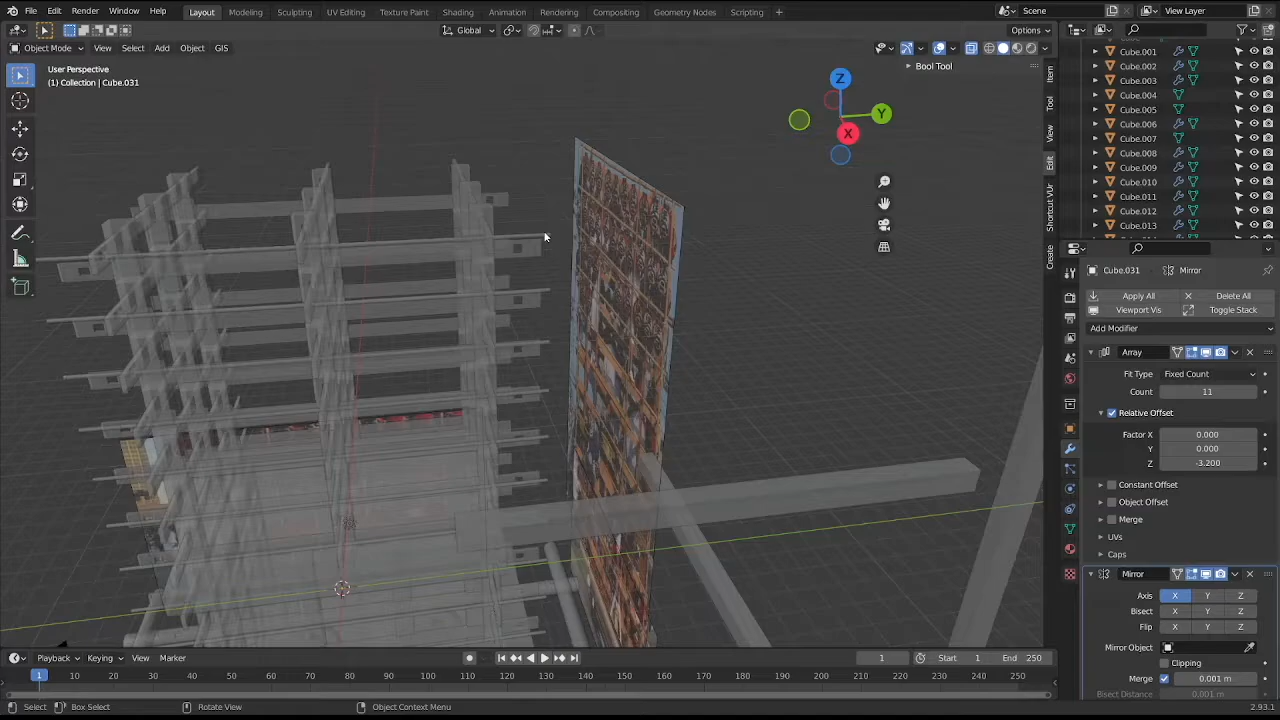 File Edit Render Window Help Layout Modeling Sculpting UV Editing Texture Paint Shading Animation Rendering Compositing Geometry Nodes Scripting + Scene View Layer
Global Options
Object Mode View Select Add Object GIS
User Perspective
(1) Collection | Cube.031
Bool Tool
Item
Tool
View
Edit
Shortcut VUr
Create
Z
Y
X
Cube.001
Cube.002
Cube.003
Cube.004
Cube.005
Cube.006
Cube.007
Cube.008
Cube.009
Cube.010
Cube.011
Cube.012
Cube.013
Cube.031 Mirror
Apply All Delete All
Viewport Vis Toggle Stack
Add Modifier
Array
Fit Type Fixed Count
Count 11
Relative Offset
Factor X 0.000
Y 0.000
Z -3.200
Constant Offset
Object Offset
Merge
UVs
Caps
Mirror
Axis X Y Z
Bisect X Y Z
Flip X Y Z
Mirror Object
Clipping
Merge 0.001 m
Bisect Distance 0.001 m
Playback Keying View Marker 1 Start 1 End 250
1 10 20 30 40 50 60 70 80 90 100 110 120 130 140 150 160 170 180 190 200 210 220 230 240 250
Select Box Select Rotate View Object Context Menu 2.93.1